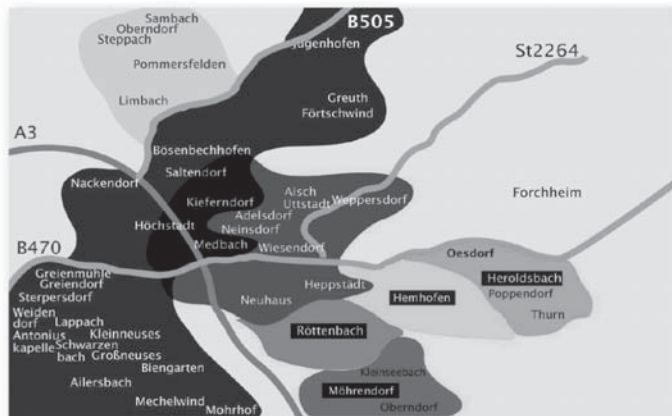 Sambach
Oberndorf
Steppach
Pommersfelden
Limbach
B505
Jugenhofen
St2264
Greuth
Förtschwind
A3
Bösenbechhofen
Saltendorf
Nackendorf
Kieferndorf
Aisch
Uttstadt
Weppersdorf
Forchheim
Höchstadt
Adelsdorf
Neinsdorf
Medbach
Wiesendorf
B470
Oesdorf
Greienmühle
Greiendorf
Sterpersdorf
Heppstädt
Heroldsbach
Poppendorf
Thurn
Neuhaus
Hemhofen
Weiden
dorf
Lappach
Antonius
kapelle
Kleinneuses
Schwarzen
bach
Großneuses
Röttenbach
Biengarten
Ailersbach
Kleinseebach
Möhrendorf
Mechelwind
Mohrhof
Oberndorf